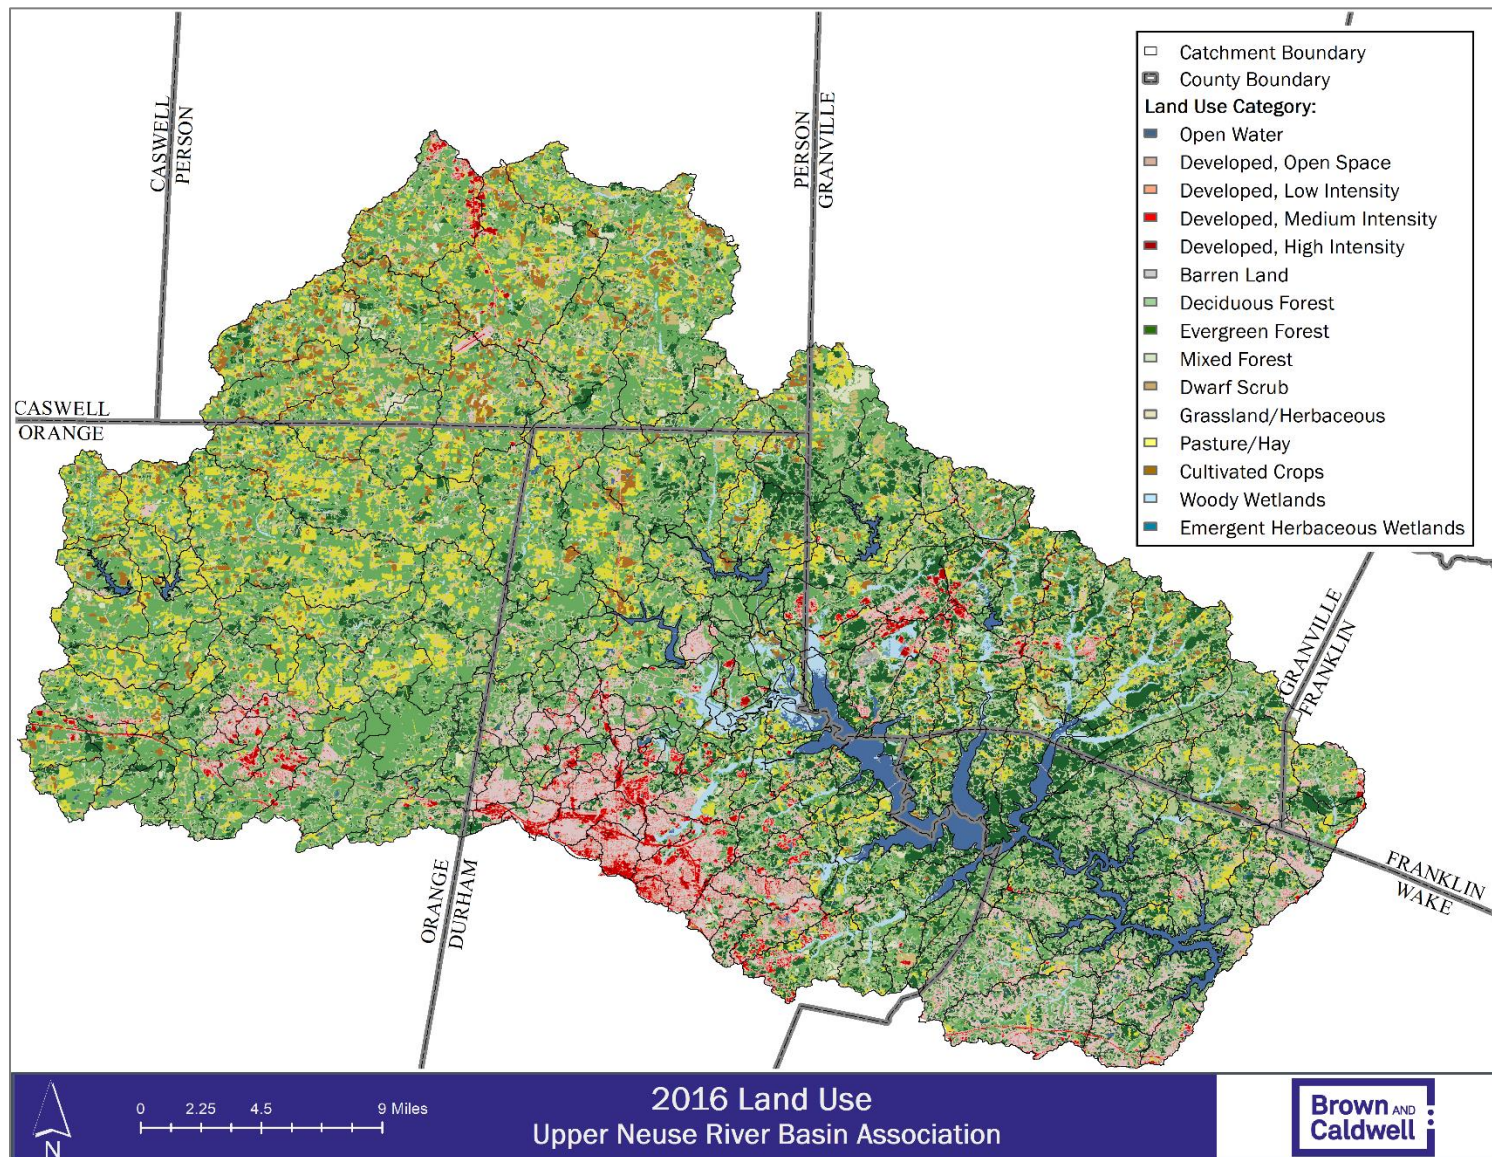 Catchment Boundary
County Boundary
Land Use Category:
Open Water
Developed, Open Space
Developed, Low Intensity
Developed, Medium Intensity
Developed, High Intensity
Barren Land
Deciduous Forest
Evergreen Forest
Mixed Forest
Dwarf Scrub
Grassland/Herbaceous
Pasture/Hay
Cultivated Crops
Woody Wetlands
Emergent Herbaceous Wetlands
CASWELL
PERSON
PERSON
GRANVILLE
CASWELL
ORANGE
GRANVILLE
FRANKLIN
ORANGE
DURHAM
FRANKLIN
WAKE
N
0 2.25 4.5 9 Miles
2016 Land Use
Upper Neuse River Basin Association
Brown AND
Caldwell